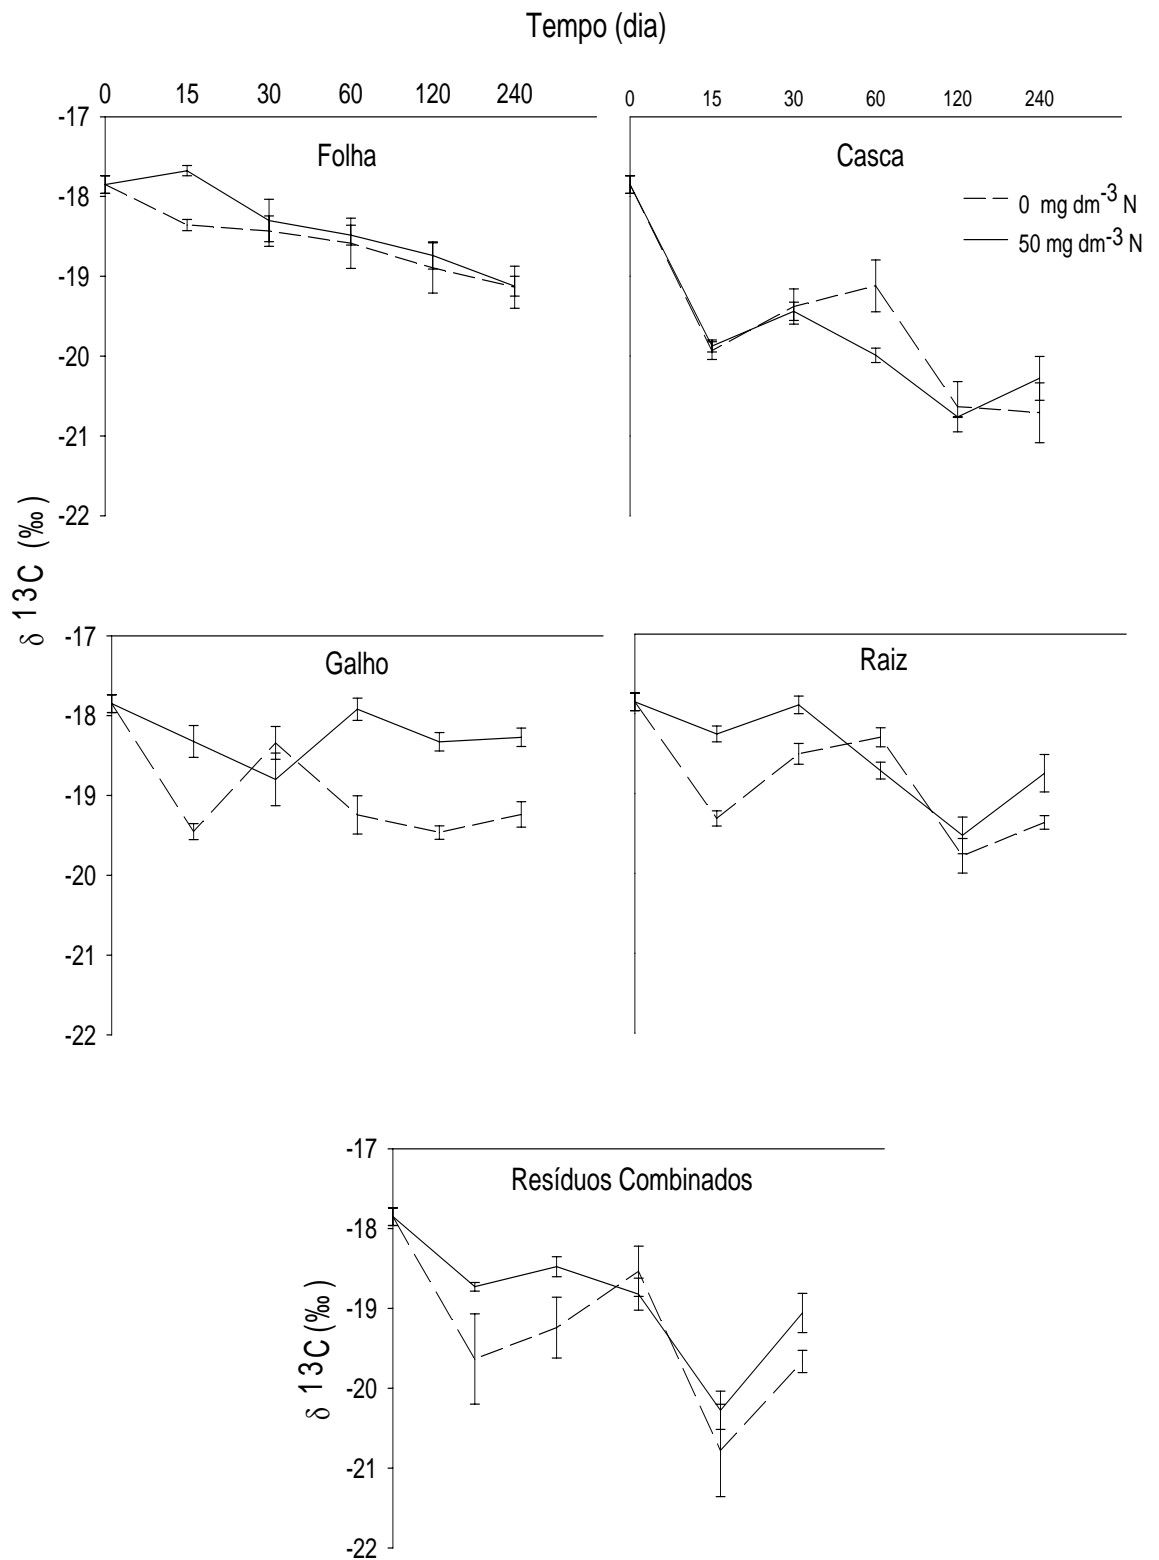 Tempo (dia)
0 15 30 60 120 240
0 15 30 60 120 240
-17
Folha
Casca
-18
0 mg dm-3 N
50 mg dm-3 N
-19
-20
-21
-22
δ 13C (‰)
-17
Galho
Raiz
-18
-19
-20
-21
-22
-17
Resíduos Combinados
-18
-19
-20
-21
-22
δ 13C (‰)